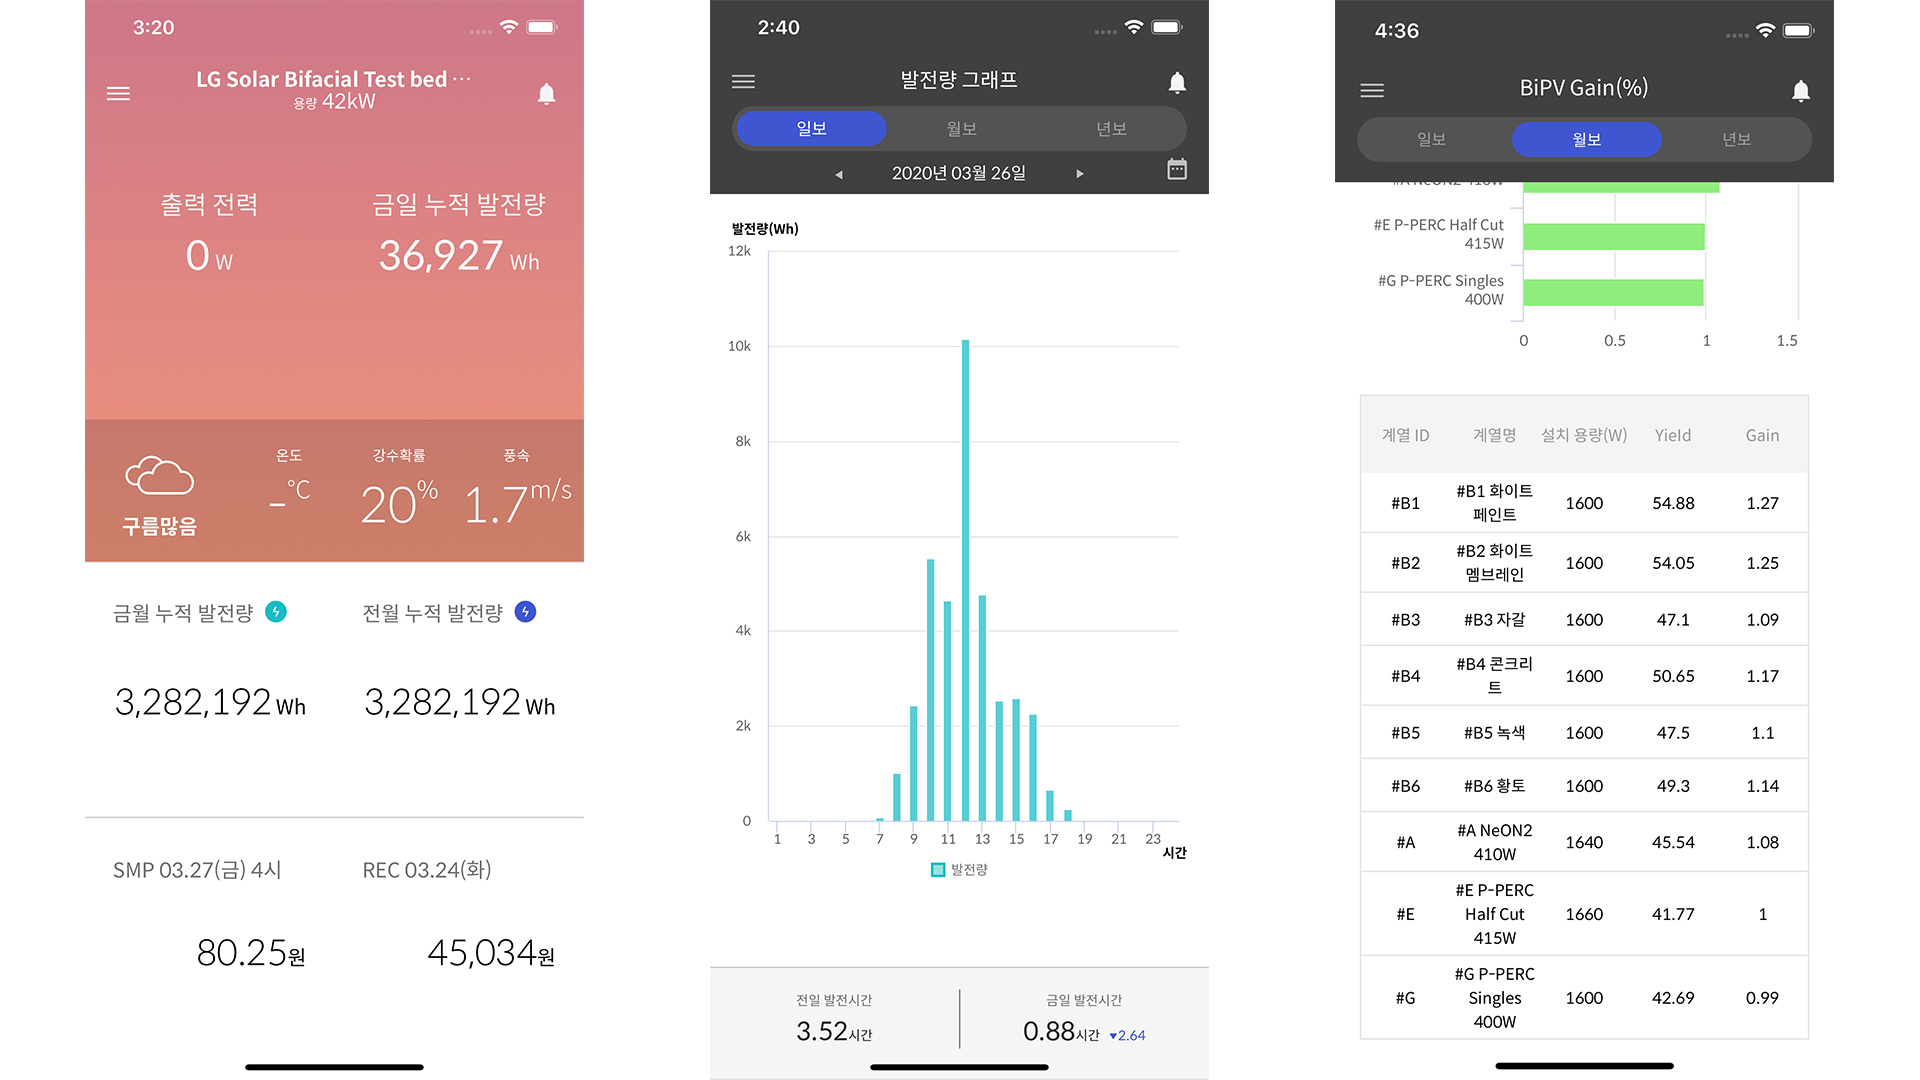 3:20
LG Solar Bifacial Test bed ···
용량 42kW
출력 전력
금일 누적 발전량
0 W
36,927 Wh
온도
강수확률
풍속
-°C
20%
1.7m/s
구름많음
금월 누적 발전량
전월 누적 발전량
3,282,192 Wh
3,282,192 Wh
SMP 03.27(금) 4시
REC 03.24(화)
80.25원
45,034원
2:40
발전량 그래프
일보
월보
년보
◂ 2020년 03월 26일 ▸
발전량(Wh)
12k
10k
8k
6k
4k
2k
0
1 3 5 7 9 11 13 15 17 19 21 23
시간
발전량
전일 발전시간
금일 발전시간
3.52시간
0.88시간 ▾2.64
4:36
BiPV Gain(%)
일보
월보
년보
#A NeON2 410W
#E P-PERC Half Cut
415W
#G P-PERC Singles
400W
0 0.5 1 1.5
계열 ID 계열명 설치 용량(W) Yield Gain
#B1 #B1 화이트 1600 54.88 1.27
페인트
#B2 #B2 화이트 1600 54.05 1.25
멤브레인
#B3 #B3 자갈 1600 47.1 1.09
#B4 #B4 콘크리 1600 50.65 1.17
트
#B5 #B5 녹색 1600 47.5 1.1
#B6 #B6 황토 1600 49.3 1.14
#A #A NeON2 1640 45.54 1.08
410W
#E P-PERC
#E Half Cut 1660 41.77 1
415W
#G P-PERC
#G Singles 1600 42.69 0.99
400W